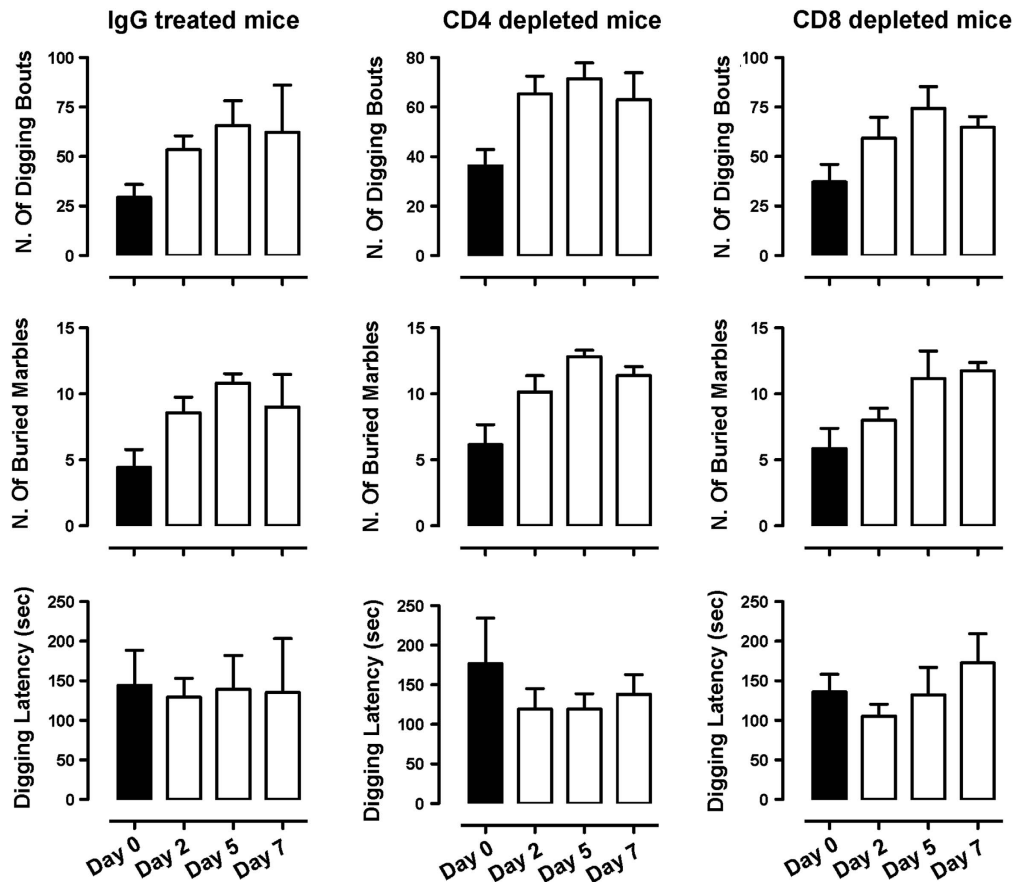 IgG treated mice
CD4 depleted mice
CD8 depleted mice
N. Of Digging Bouts
100
75
50
25
0
N. Of Digging Bouts
80
60
40
20
0
N. Of Digging Bouts
100
75
50
25
0
N. Of Buried Marbles
15
10
5
0
N. Of Buried Marbles
15
10
5
0
N. Of Buried Marbles
15
10
5
0
Digging Latency (sec)
250
200
150
100
50
0
Day 0
Day 2
Day 5
Day 7
Digging Latency (sec)
250
200
150
100
50
0
Day 0
Day 2
Day 5
Day 7
Digging Latency (sec)
250
200
150
100
50
0
Day 0
Day 2
Day 5
Day 7